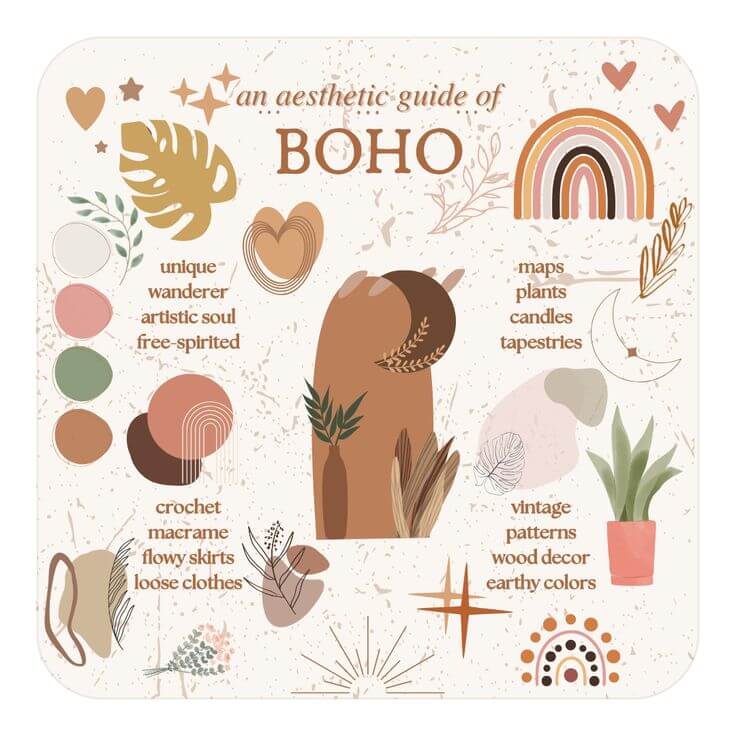 an aesthetic guide of
BOHO
unique
wanderer
artistic soul
free-spirited
maps
plants
candles
tapestries
crochet
macrame
flowy skirts
loose clothes
vintage
patterns
wood decor
earthy colors